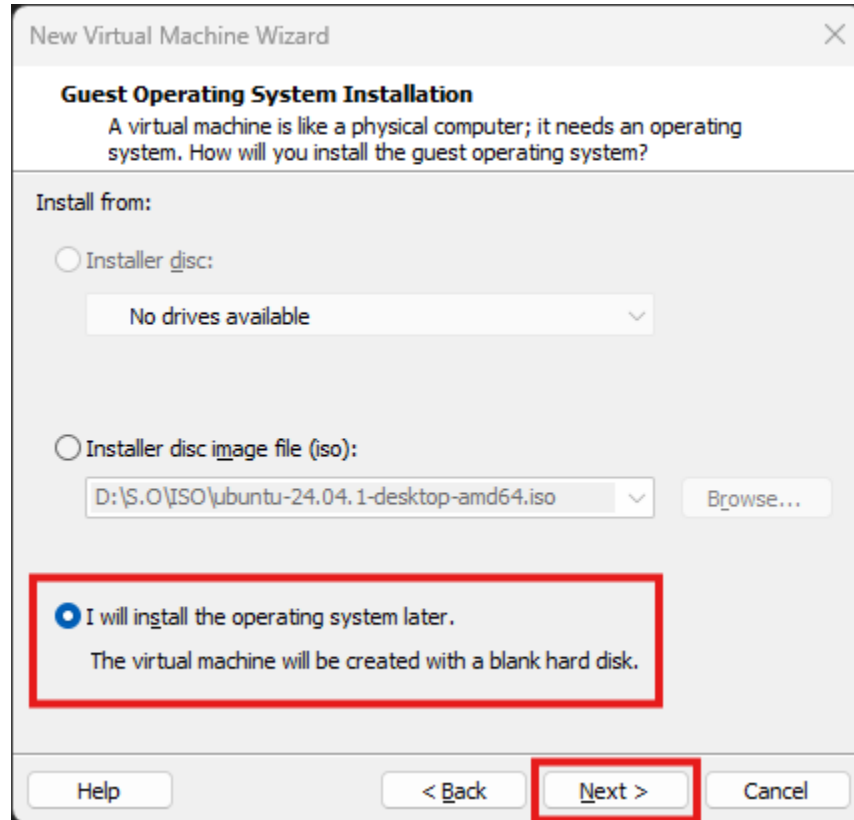 New Virtual Machine Wizard
Guest Operating System Installation
A virtual machine is like a physical computer; it needs an operating
system. How will you install the guest operating system?
Install from:
Installer disc:
No drives available
Installer disc image file (iso):
D:\S.O\ISO\ubuntu-24.04.1-desktop-amd64.iso
Browse...
I will install the operating system later.
The virtual machine will be created with a blank hard disk.
Help
< Back
Next >
Cancel